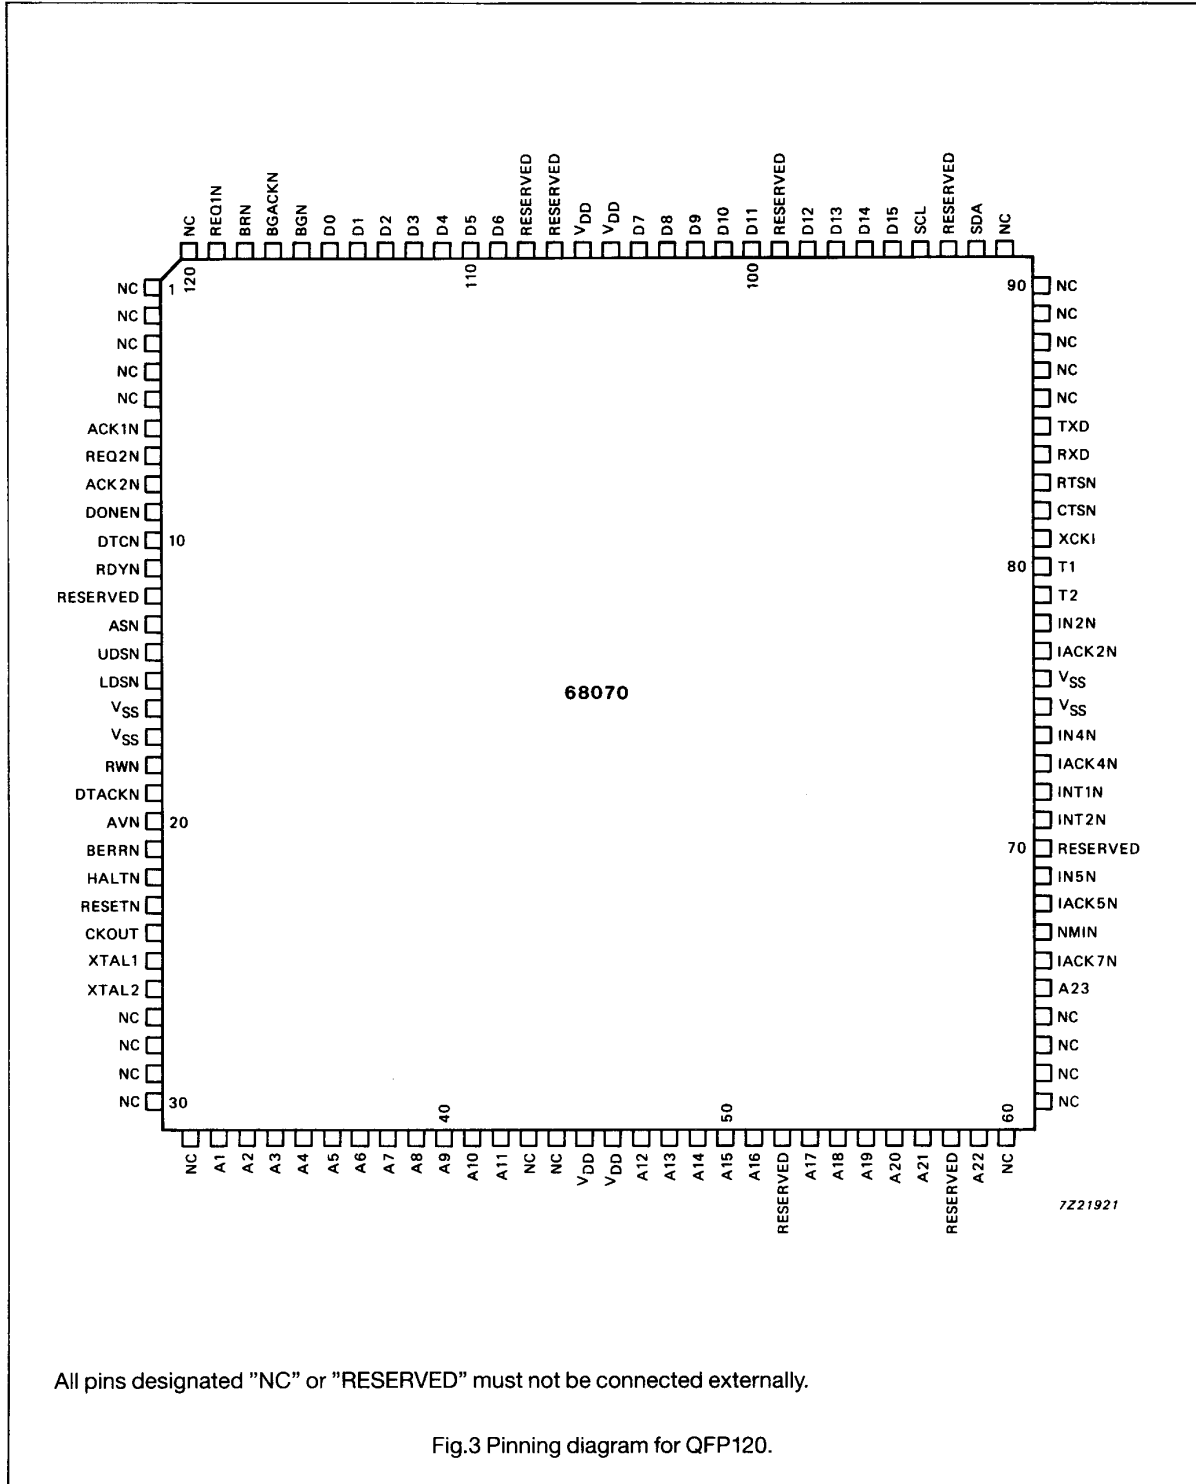 NC REQ1N BRN BGACKN BGN D0 D1 D2 D3 D4 D5 D6 RESERVED RESERVED VDD VDD D7 D8 D9 D10 D11 RESERVED D12 D13 D14 D15 SCL RESERVED SDA NC
120 110 100
NC 1 90 NC
NC NC
NC NC
NC NC
NC NC
ACK1N TXD
REQ2N RXD
ACK2N RTSN
DONEN CTSN
DTCN 10 XCKI
RDYN 80 T1
RESERVED T2
ASN IN2N
UDSN IACK2N
LDSN VSS
68070
VSS VSS
VSS IN4N
RWN IACK4N
DTACKN INT1N
AVN 20 INT2N
BERRN 70 RESERVED
HALTN IN5N
RESETN IACK5N
CKOUT NMIN
XTAL1 IACK7N
XTAL2 A23
NC NC
NC NC
NC NC
NC 30 NC
40 50 60
NC A1 A2 A3 A4 A5 A6 A7 A8 A9 A10 A11 NC NC VDD VDD A12 A13 A14 A15 A16 RESERVED A17 A18 A19 A20 A21 RESERVED A22 NC
7Z21921
All pins designated "NC" or "RESERVED" must not be connected externally.
Fig.3 Pinning diagram for QFP120.